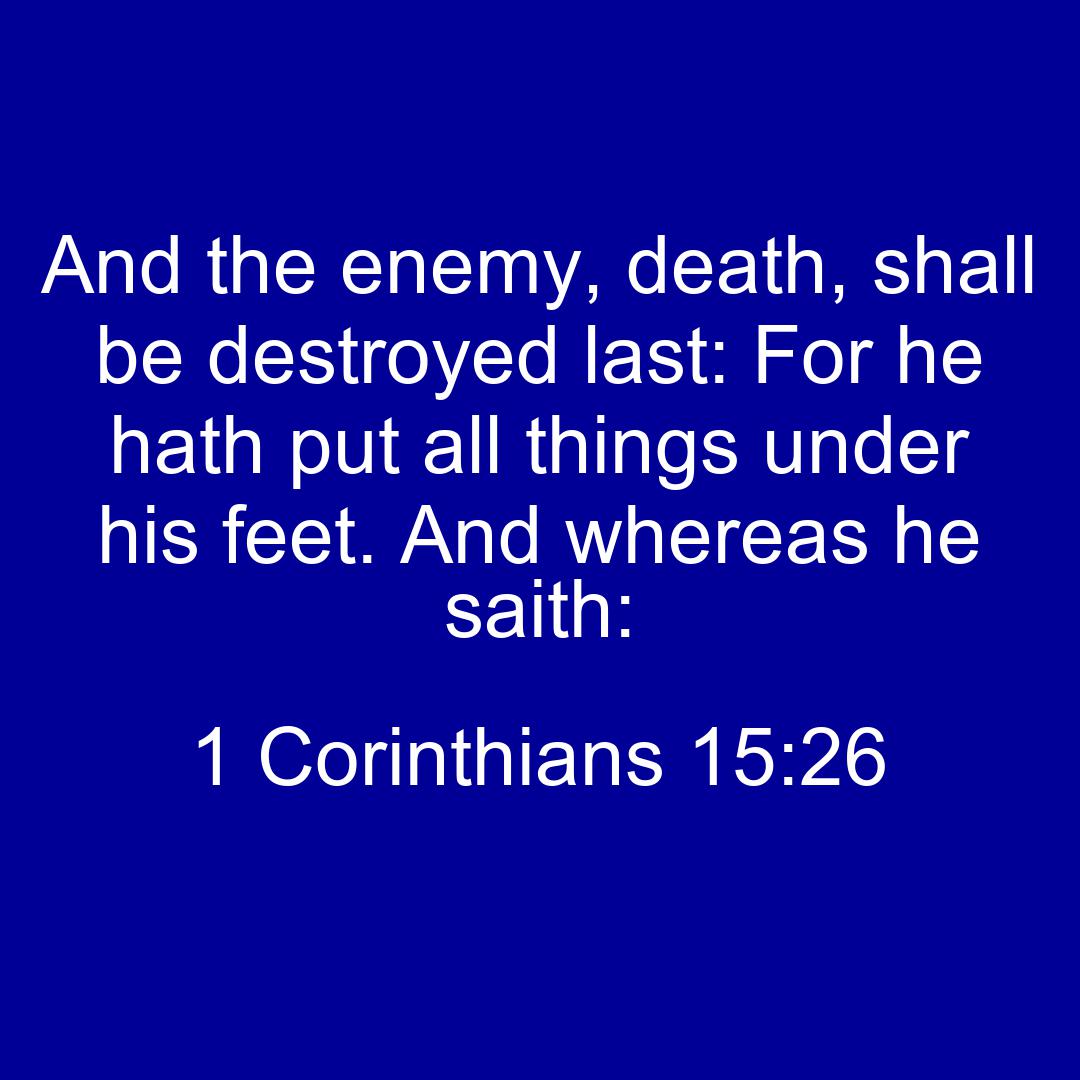 And the enemy, death, shall
be destroyed last: For he
hath put all things under
his feet. And whereas he
saith:
1 Corinthians 15:26